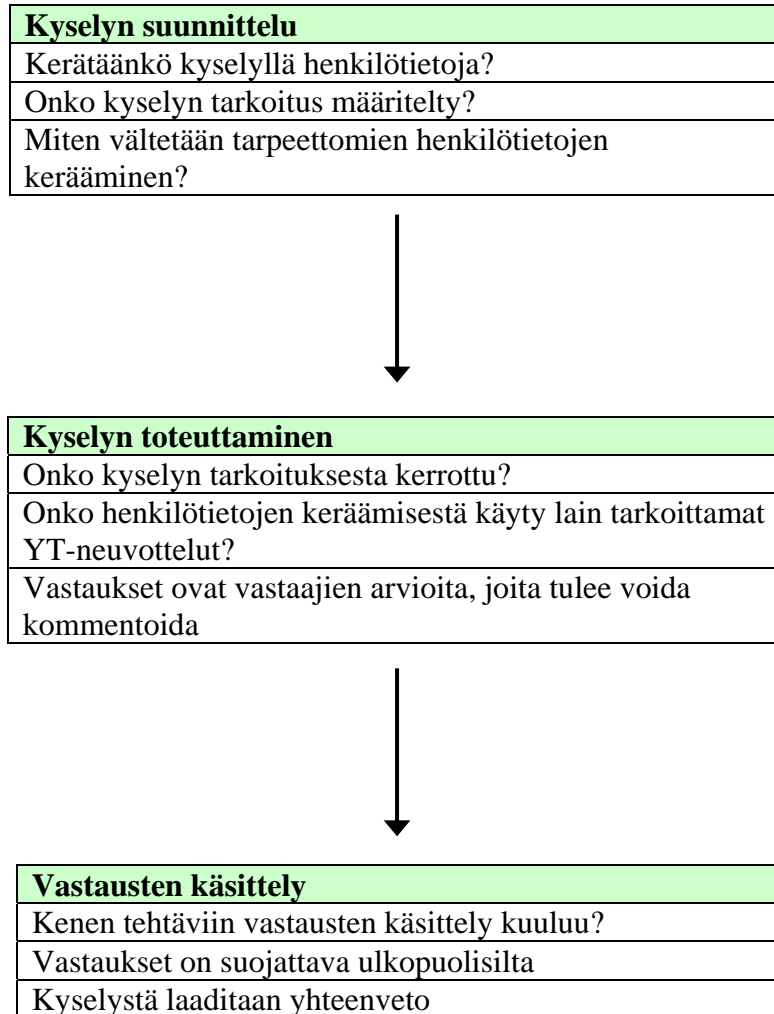 Kyselyn suunnittelu
Kerätäänkö kyselyllä henkilötietoja?
Onko kyselyn tarkoitus määritelty?
Miten vältetään tarpeettomien henkilötietojen
kerääminen?
Kyselyn toteuttaminen
Onko kyselyn tarkoituksesta kerrottu?
Onko henkilötietojen keräämisestä käyty lain tarkoittamat
YT-neuvottelut?
Vastaukset ovat vastaajien arvioita, joita tulee voida
kommentoida
Vastausten käsittely
Kenen tehtäviin vastausten käsittely kuuluu?
Vastaukset on suojattava ulkopuolisilta
Kyselystä laaditaan yhteenveto